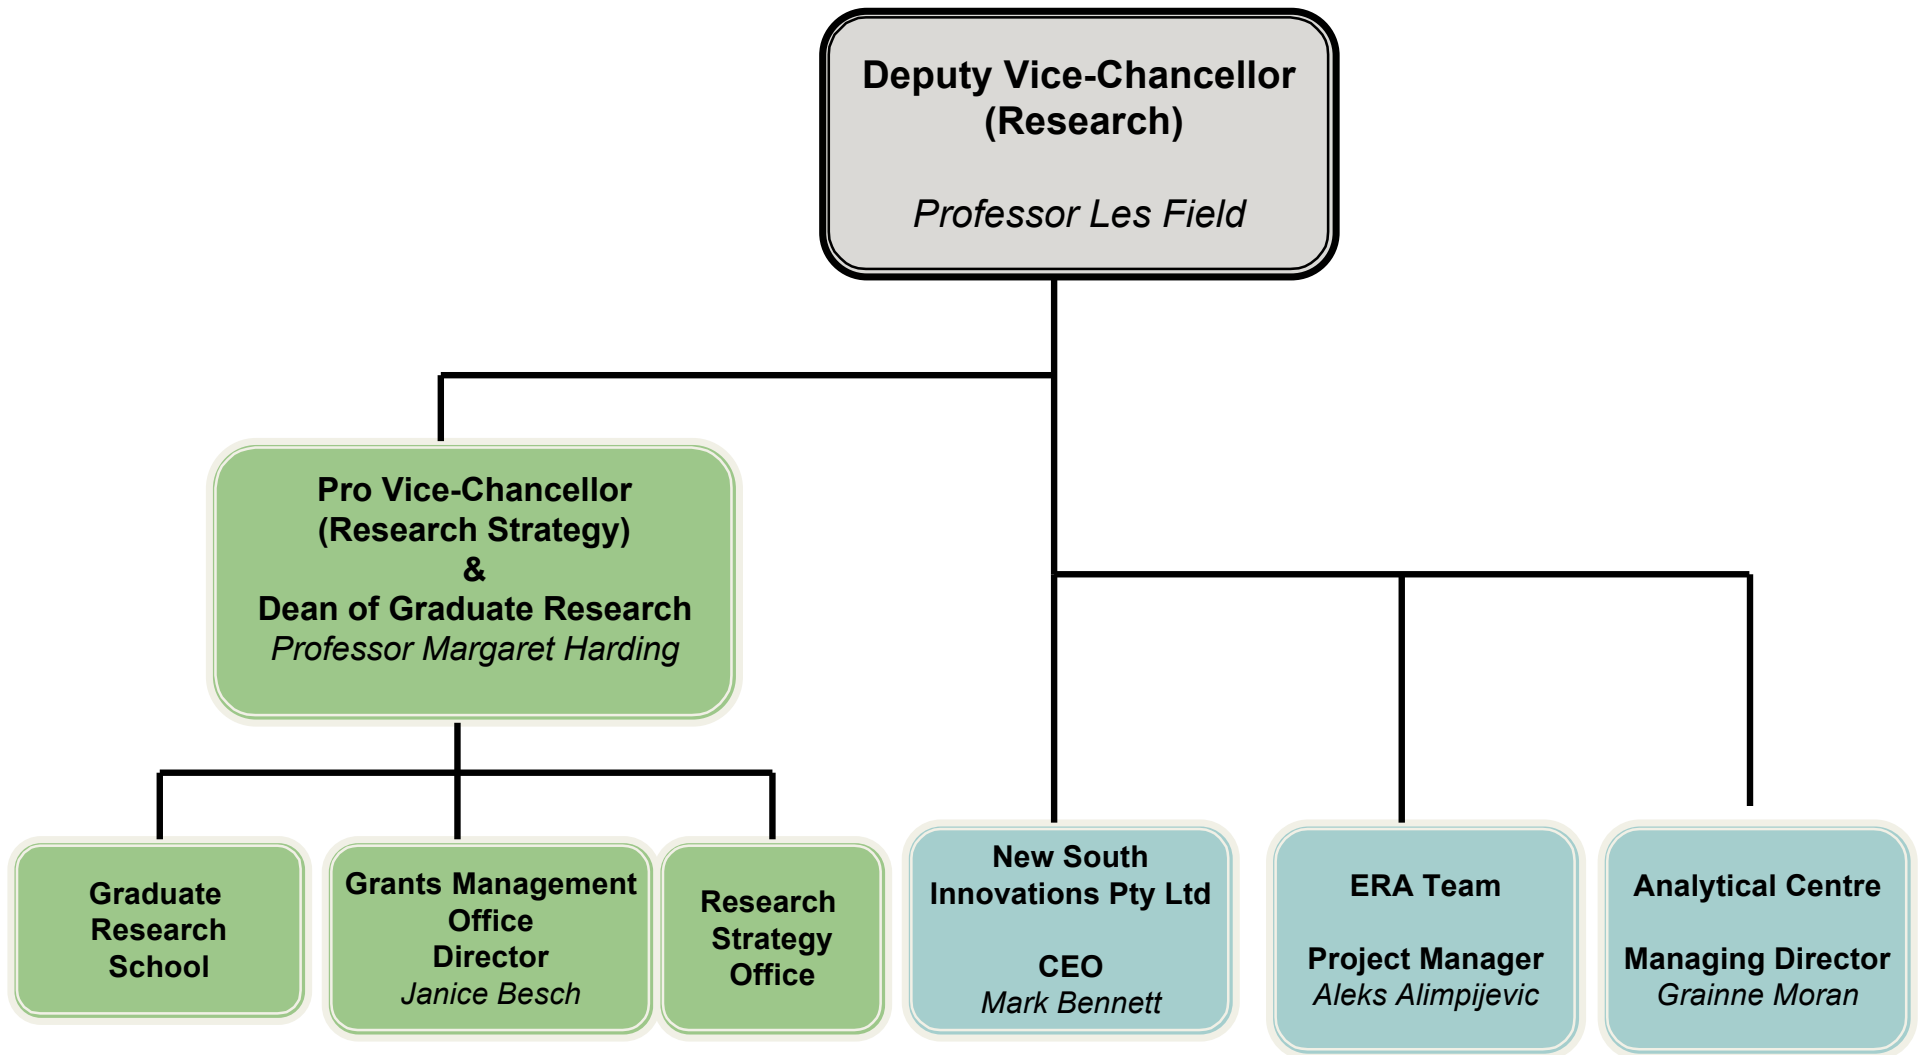 Deputy Vice-Chancellor
(Research)
Professor Les Field
Pro Vice-Chancellor
(Research Strategy)
&
Dean of Graduate Research
Professor Margaret Harding
Graduate
Research
School
Grants Management
Office
Director
Janice Besch
Research
Strategy
Office
New South
Innovations Pty Ltd
CEO
Mark Bennett
ERA Team
Project Manager
Aleks Alimpijevic
Analytical Centre
Managing Director
Grainne Moran